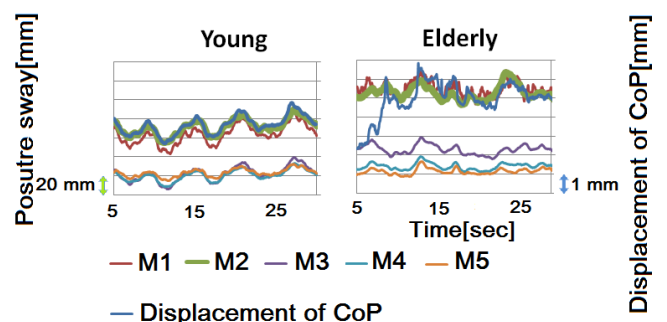 Young Elderly
Posutre sway[mm]
Displacement of CoP[mm]
20 mm
1 mm
5 15 25 5 15 25
Time[sec]
M1 M2 M3 M4 M5
Displacement of CoP